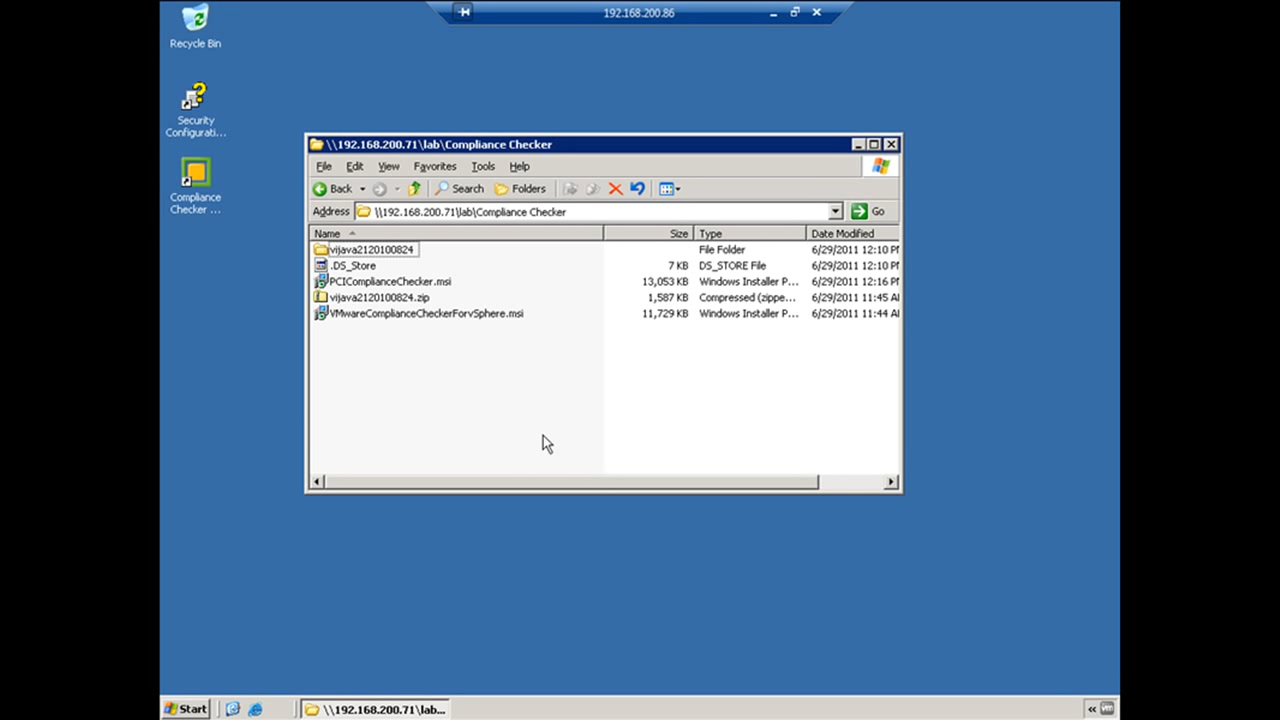 192.168.200.86
Recycle Bin
Security
Configurati...
Compliance
Checker ...
\\192.168.200.71\lab\Compliance Checker
File Edit View Favorites Tools Help
Back Search Folders
Address \\192.168.200.71\lab\Compliance Checker Go
Name Size Type Date Modified
vijava2120100824 File Folder 6/29/2011 12:10 PM
.DS_Store 7 KB DS_STORE File 6/29/2011 12:10 PM
PCIComplianceChecker.msi 13,053 KB Windows Installer P... 6/29/2011 12:16 PM
vijava2120100824.zip 1,587 KB Compressed (zippe... 6/29/2011 11:45 AM
VMwareComplianceCheckerForvSphere.msi 11,729 KB Windows Installer P... 6/29/2011 11:44 AM
Start \\192.168.200.71\lab... «